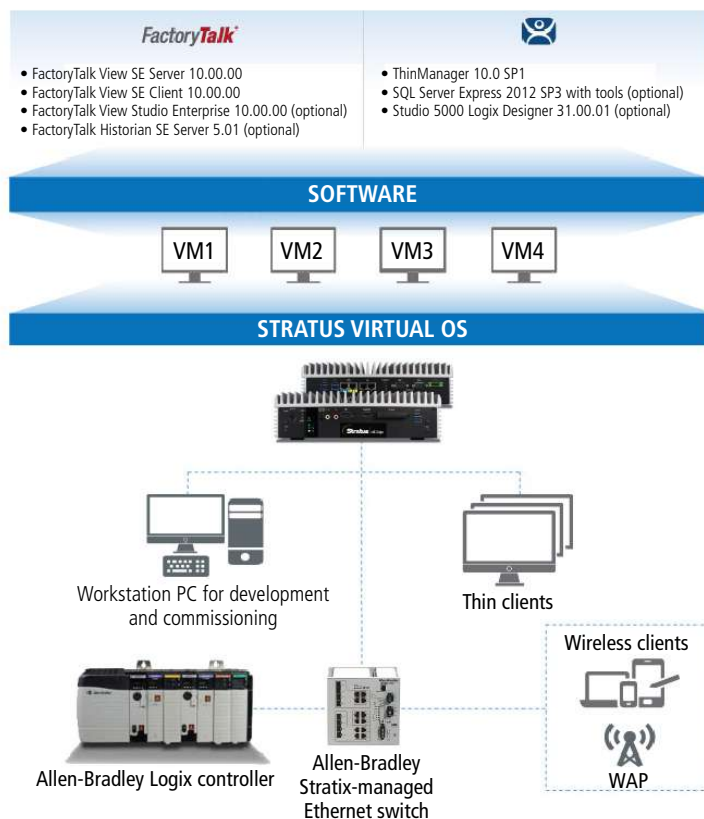 FactoryTalk
• FactoryTalk View SE Server 10.00.00
• FactoryTalk View SE Client 10.00.00
• FactoryTalk View Studio Enterprise 10.00.00 (optional)
• FactoryTalk Historian SE Server 5.01 (optional)
• ThinManager 10.0 SP1
• SQL Server Express 2012 SP3 with tools (optional)
• Studio 5000 Logix Designer 31.00.01 (optional)
SOFTWARE
VM1
VM2
VM3
VM4
STRATUS VIRTUAL OS
Stratus
Workstation PC for development
and commissioning
Thin clients
Wireless clients
WAP
Allen-Bradley Logix controller
Allen-Bradley
Stratix-managed
Ethernet switch